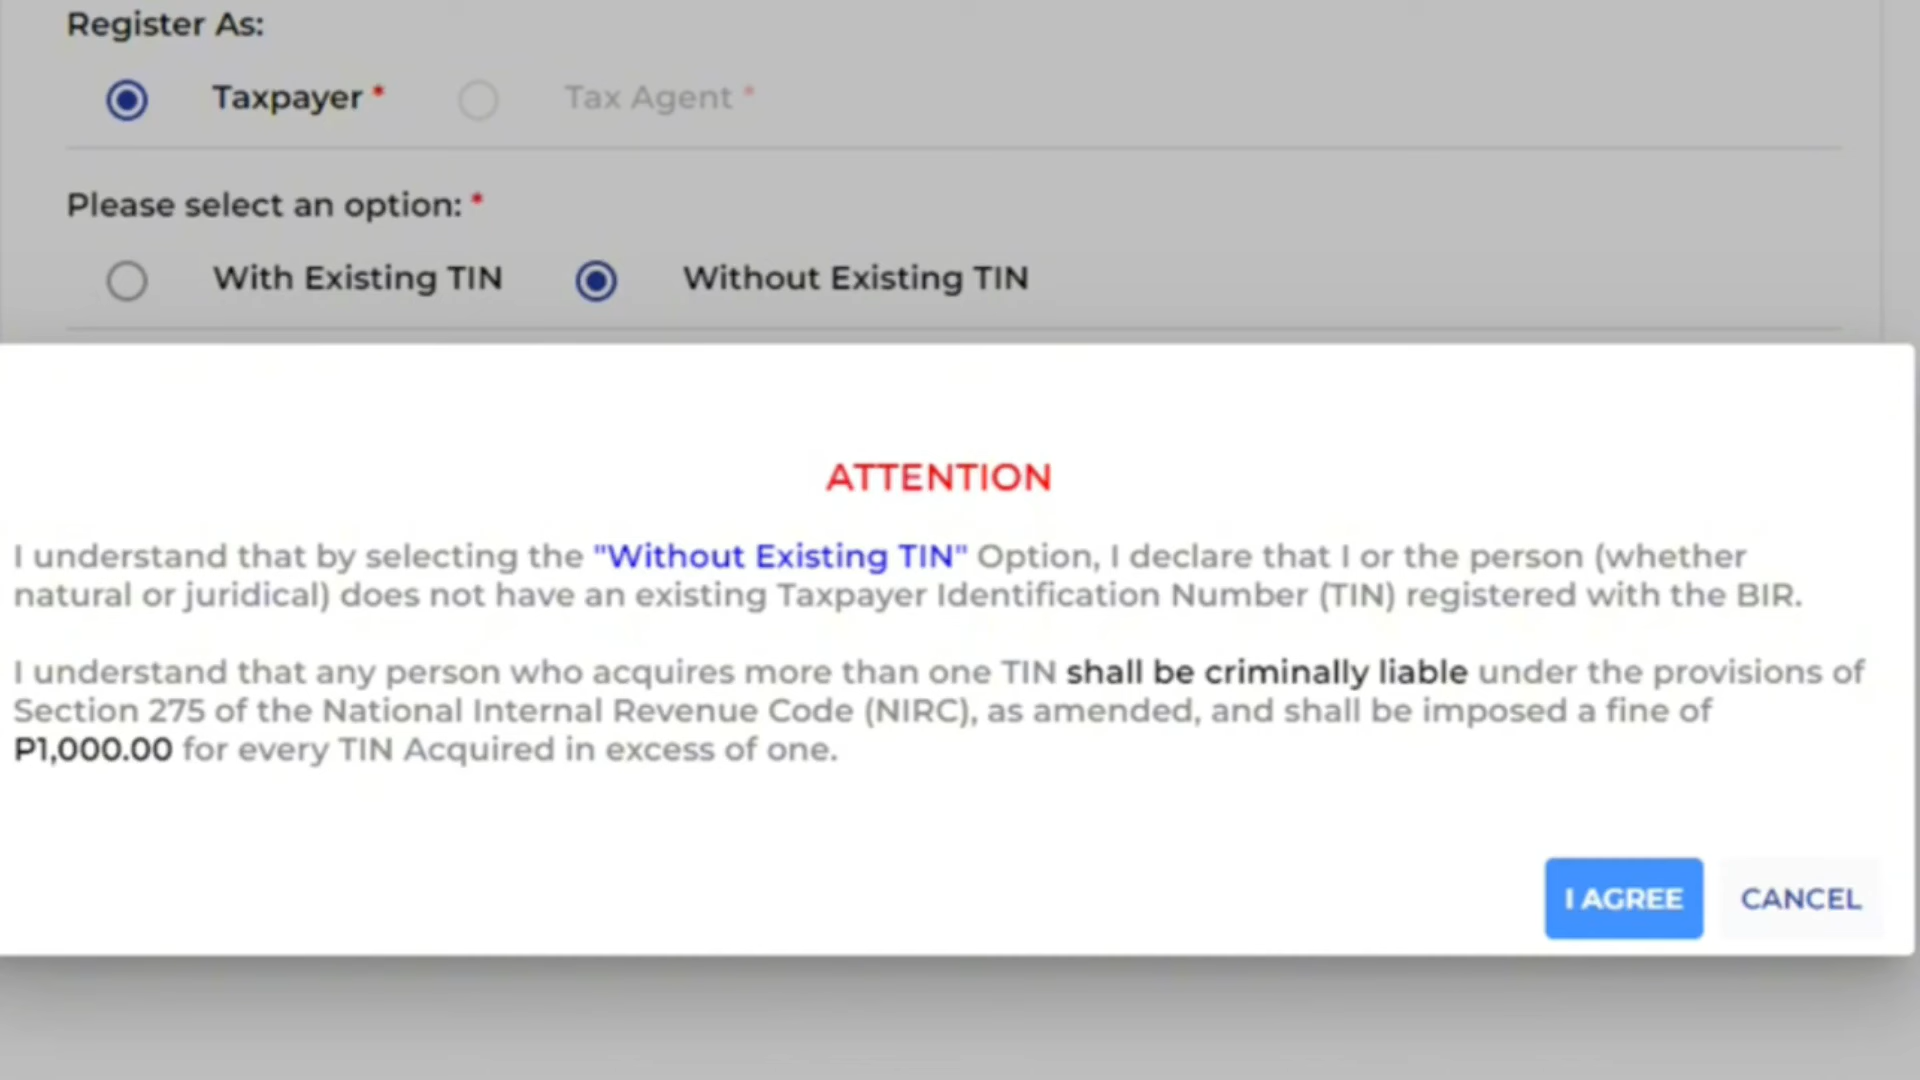 Register As:
Taxpayer * Tax Agent *
Please select an option: *
With Existing TIN Without Existing TIN
ATTENTION
I understand that by selecting the "Without Existing TIN" Option, I declare that I or the person (whether
natural or juridical) does not have an existing Taxpayer Identification Number (TIN) registered with the BIR.
I understand that any person who acquires more than one TIN shall be criminally liable under the provisions of
Section 275 of the National Internal Revenue Code (NIRC), as amended, and shall be imposed a fine of
P1,000.00 for every TIN Acquired in excess of one.
I AGREE CANCEL